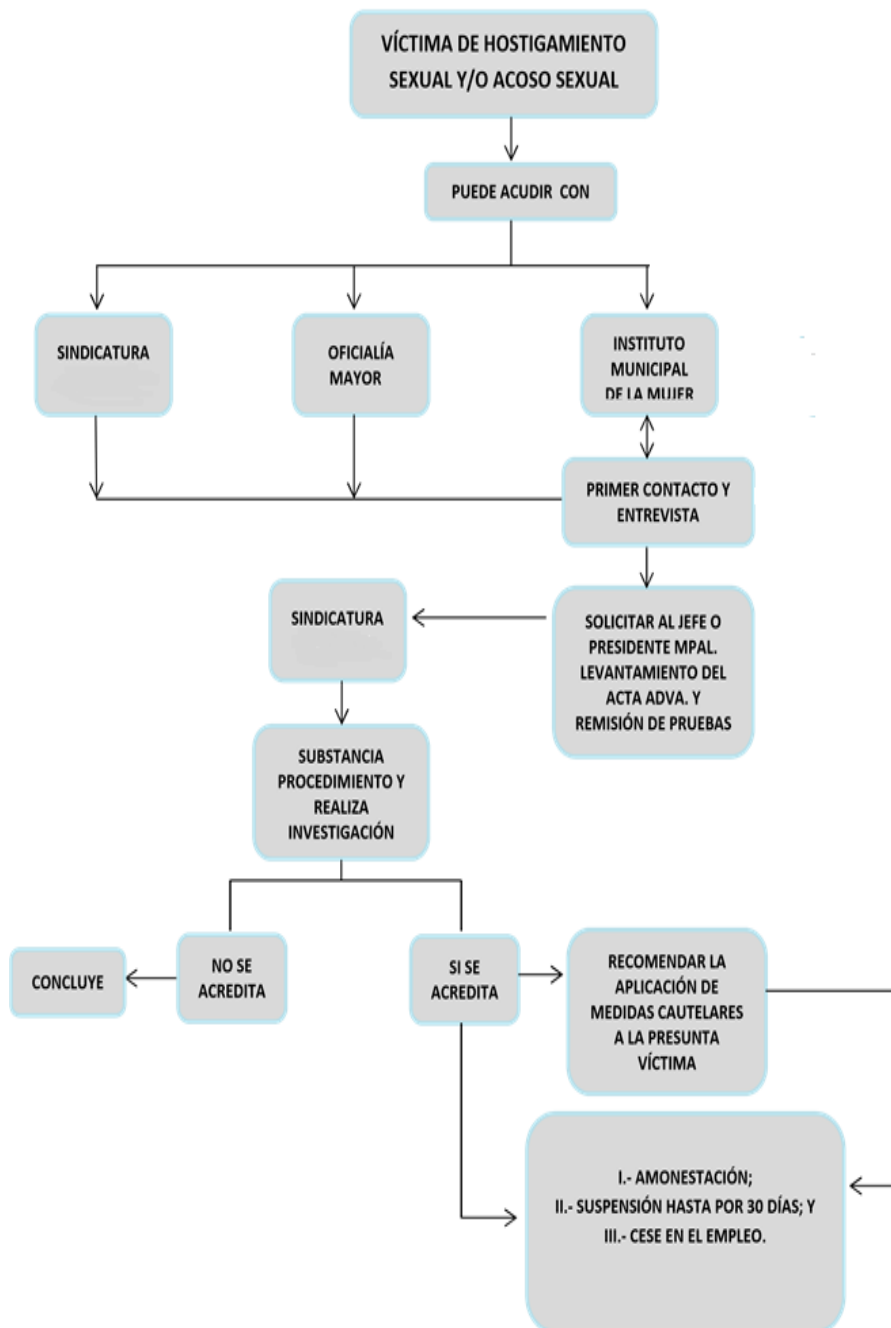 VÍCTIMA DE HOSTIGAMIENTO
SEXUAL Y/O ACOSO SEXUAL
PUEDE ACUDIR CON
SINDICATURA
OFICIALÍA
MAYOR
INSTITUTO
MUNICIPAL
DE LA MUJER
PRIMER CONTACTO Y
ENTREVISTA
SOLICITAR AL JEFE O
PRESIDENTE MPAL.
LEVANTAMIENTO DEL
ACTA ADVA. Y
REMISIÓN DE PRUEBAS
SINDICATURA
SUBSTANCIA
PROCEDIMIENTO Y
REALIZA
INVESTIGACIÓN
NO SE
ACREDITA
CONCLUYE
SI SE
ACREDITA
RECOMENDAR LA
APLICACIÓN DE
MEDIDAS CAUTELARES
A LA PRESUNTA
VÍCTIMA
I.- AMONESTACIÓN;
II.- SUSPENSIÓN HASTA POR 30 DÍAS; Y
III.- CESE EN EL EMPLEO.